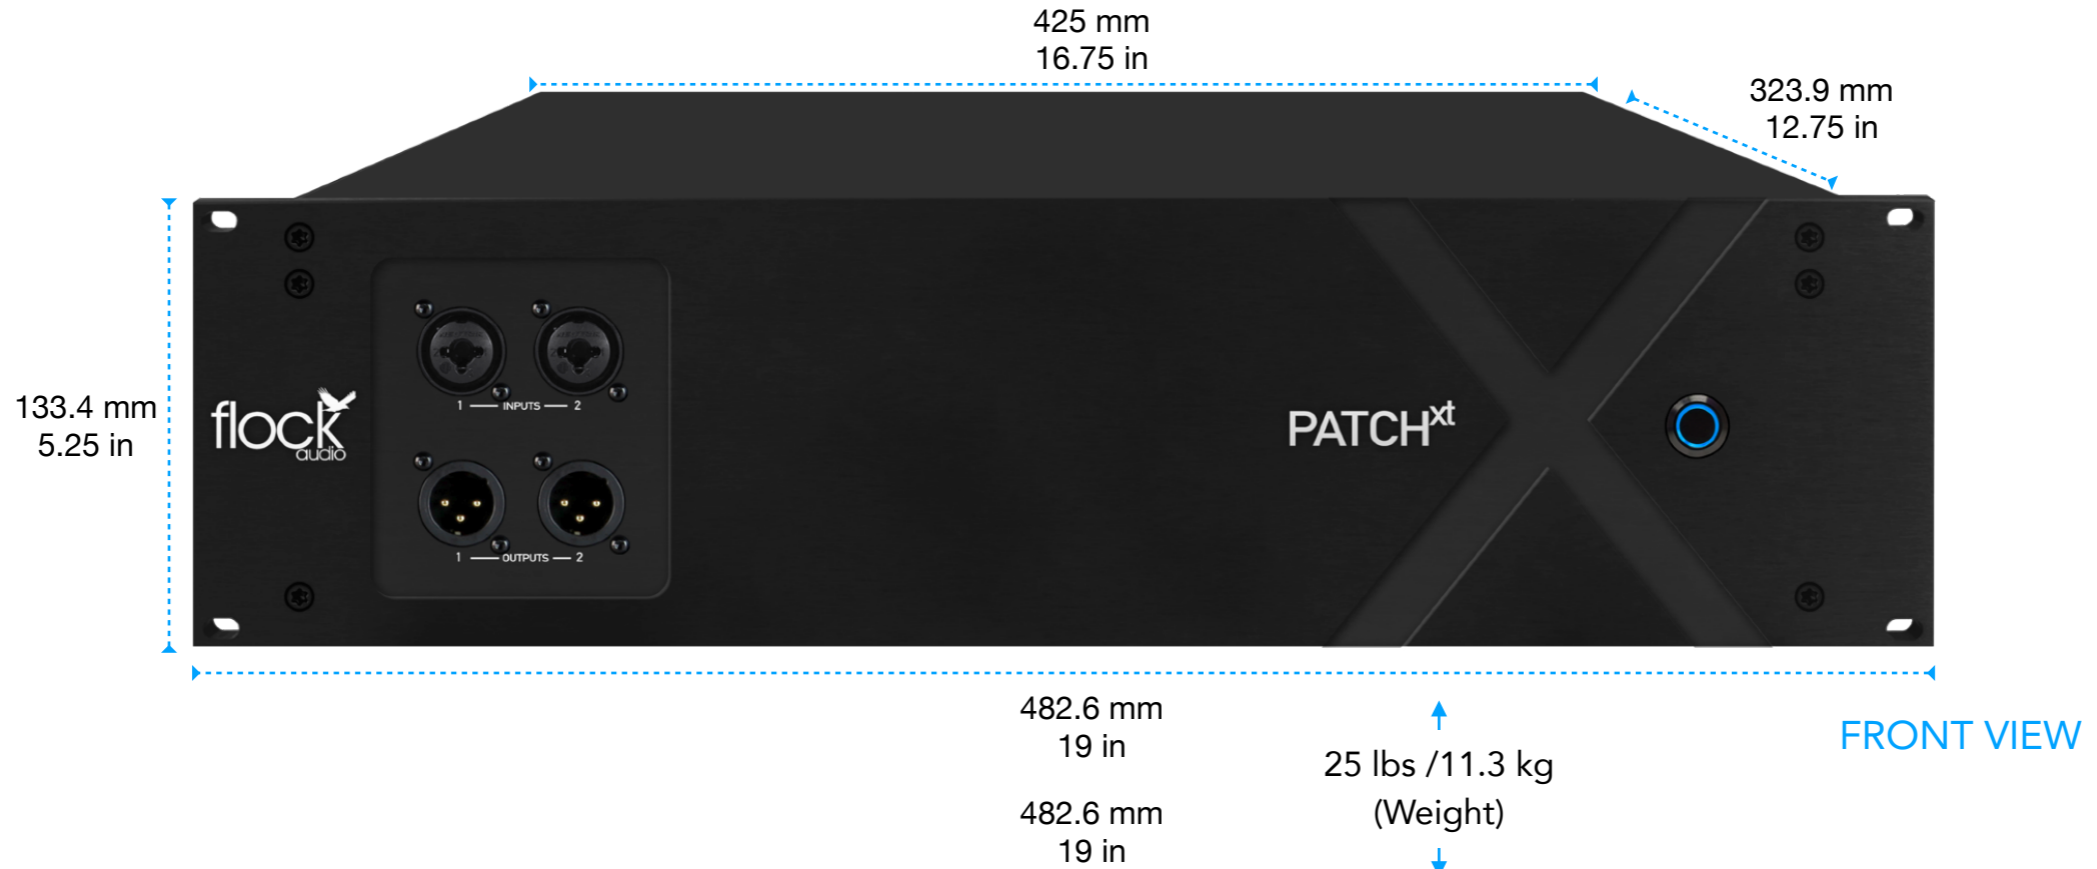 425 mm
16.75 in
323.9 mm
12.75 in
133.4 mm
5.25 in
flock
audio
1 INPUTS 2
1 OUTPUTS 2
PATCHxt
482.6 mm
19 in
FRONT VIEW
25 lbs /11.3 kg
(Weight)
482.6 mm
19 in